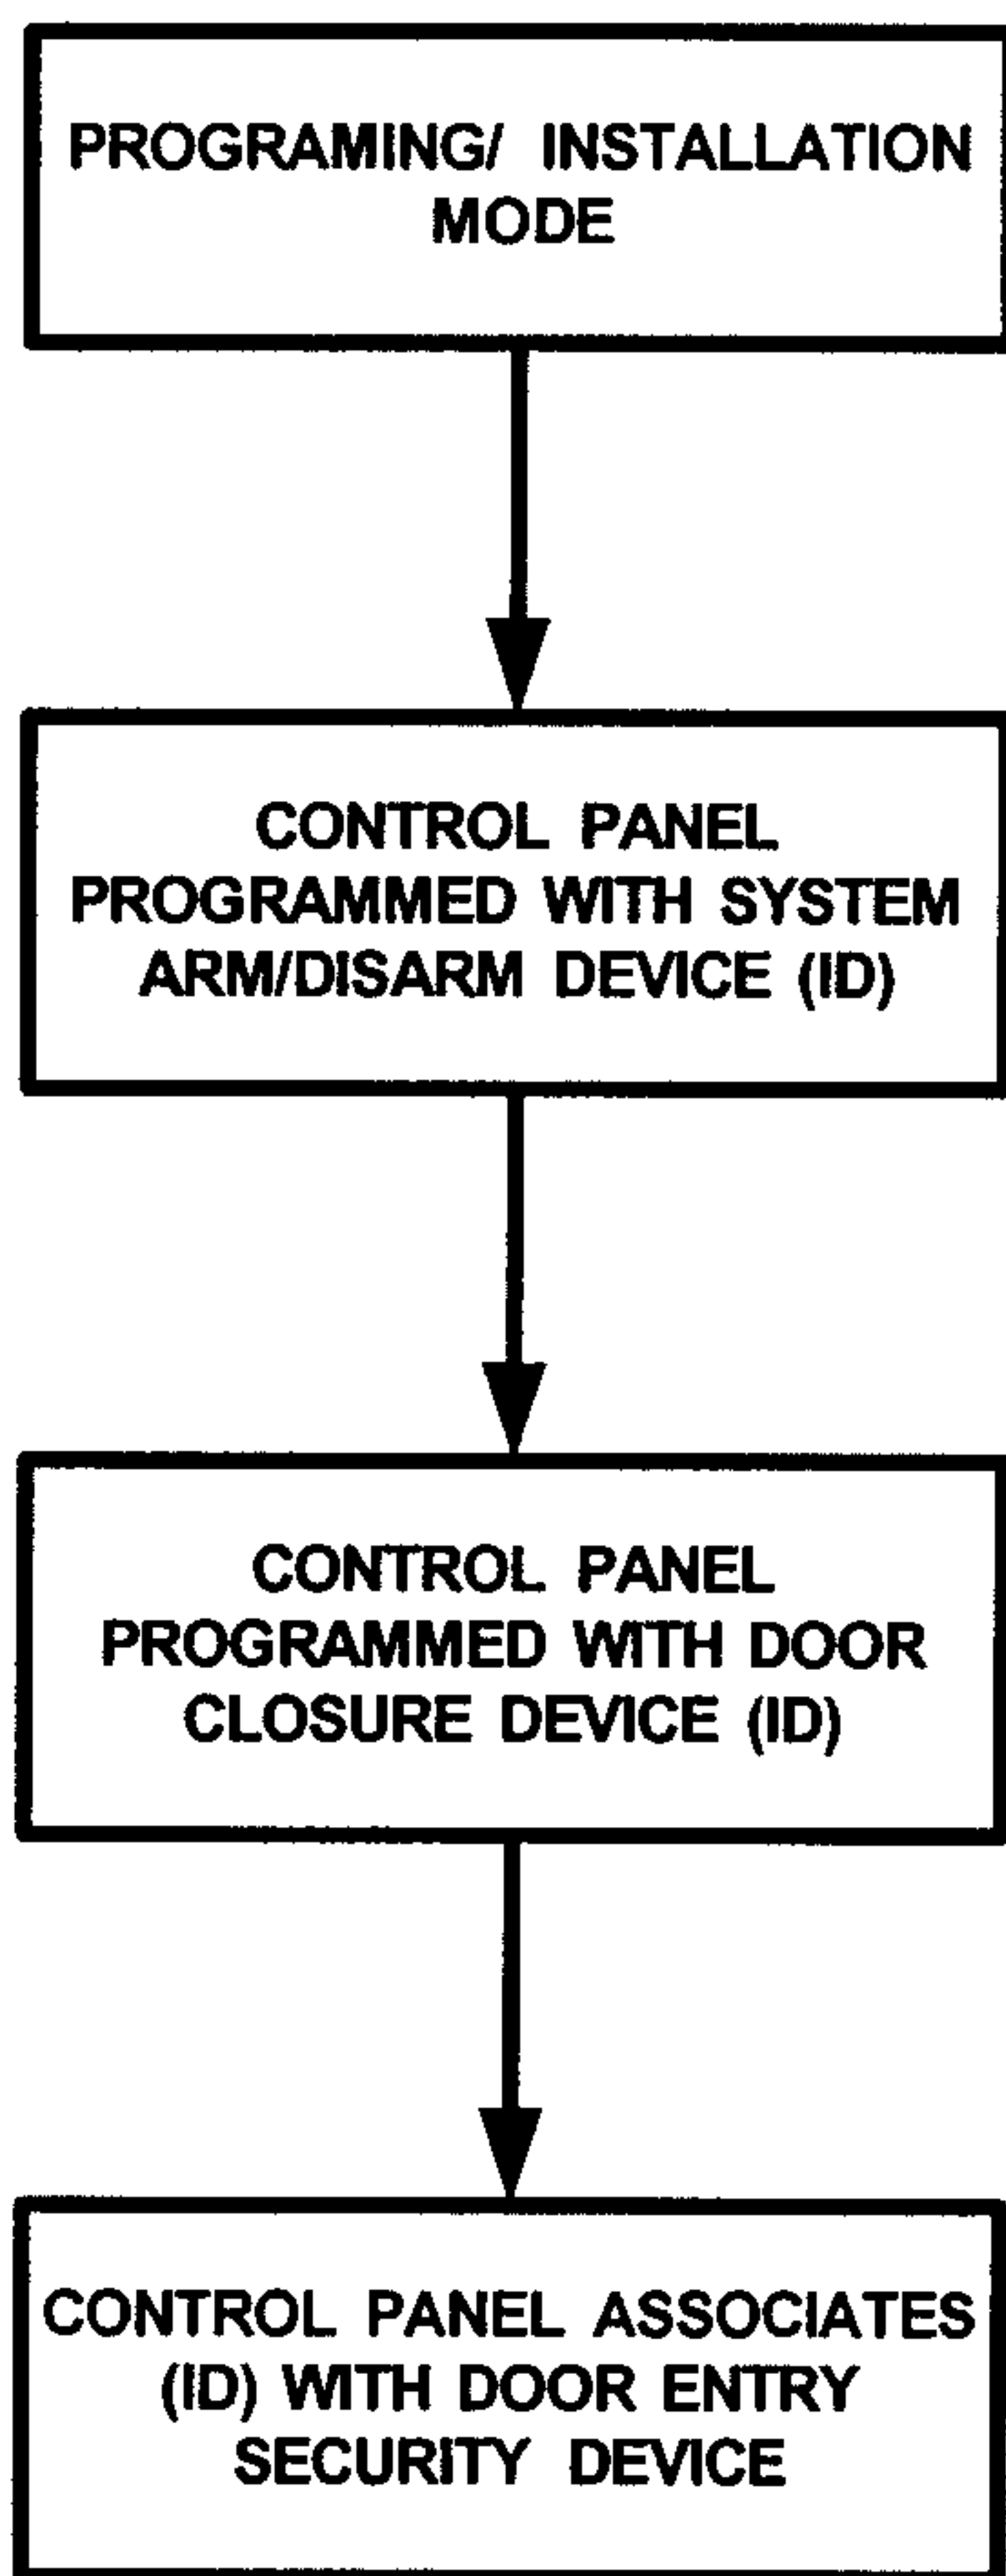 PROGRAMING/ INSTALLATION
MODE
CONTROL PANEL
PROGRAMMED WITH SYSTEM
ARM/DISARM DEVICE (ID)
CONTROL PANEL
PROGRAMMED WITH DOOR
CLOSURE DEVICE (ID)
CONTROL PANEL ASSOCIATES
(ID) WITH DOOR ENTRY
SECURITY DEVICE